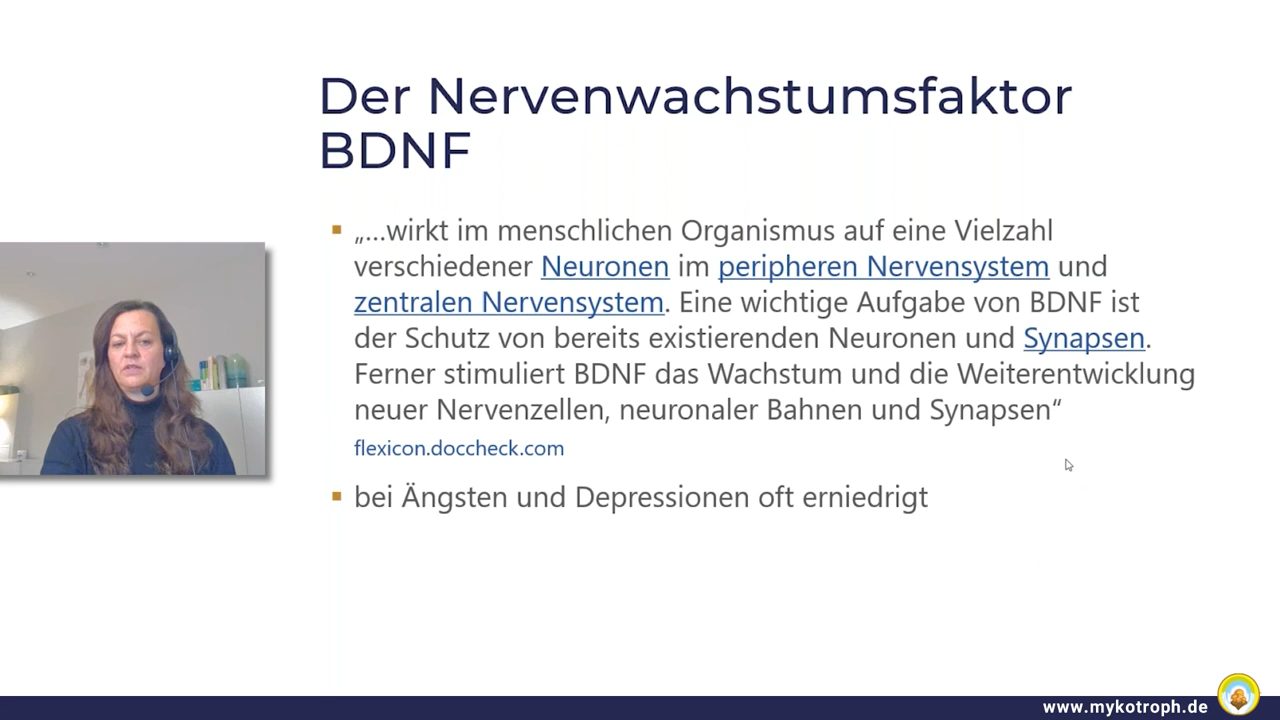 Der Nervenwachstumsfaktor
BDNF
„...wirkt im menschlichen Organismus auf eine Vielzahl
verschiedener Neuronen im peripheren Nervensystem und
zentralen Nervensystem. Eine wichtige Aufgabe von BDNF ist
der Schutz von bereits existierenden Neuronen und Synapsen.
Ferner stimuliert BDNF das Wachstum und die Weiterentwicklung
neuer Nervenzellen, neuronaler Bahnen und Synapsen“
flexicon.doccheck.com
bei Ängsten und Depressionen oft erniedrigt
www.mykotroph.de